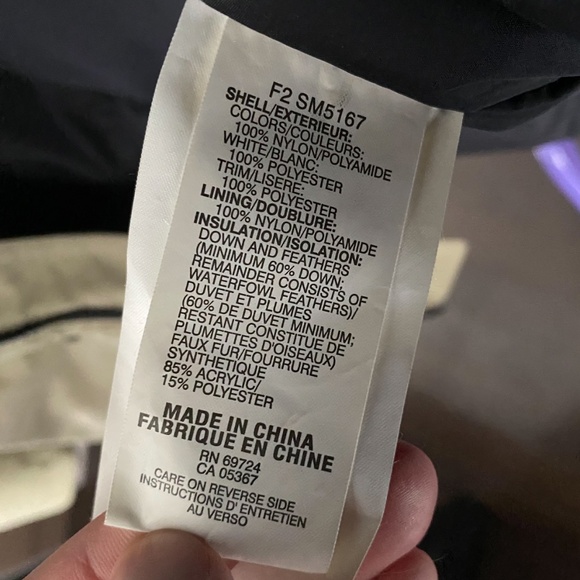 F2 SM5167
SHELL/EXTERIEUR:
COLORS/COULEURS:
100% NYLON/POLYAMIDE
WHITE/BLANC:
100% POLYESTER
TRIM/LISERE:
100% POLYESTER
LINING/DOUBLURE:
100% NYLON/POLYAMIDE
INSULATION/ISOLATION:
DOWN AND FEATHERS
(MINIMUM 60% DOWN;
REMAINDER CONSISTS OF
WATERFOWL FEATHERS)/
DUVET ET PLUMES
(60% DE DUVET MINIMUM;
RESTANT CONSTITUE DE
PLUMETTES D'OISEAUX)
FAUX FUR/FOURRURE
SYNTHETIQUE
85% ACRYLIC/
15% POLYESTER
MADE IN CHINA
FABRIQUE EN CHINE
RN 69724
CA 05367
CARE ON REVERSE SIDE
INSTRUCTIONS D'ENTRETIEN
AU VERSO